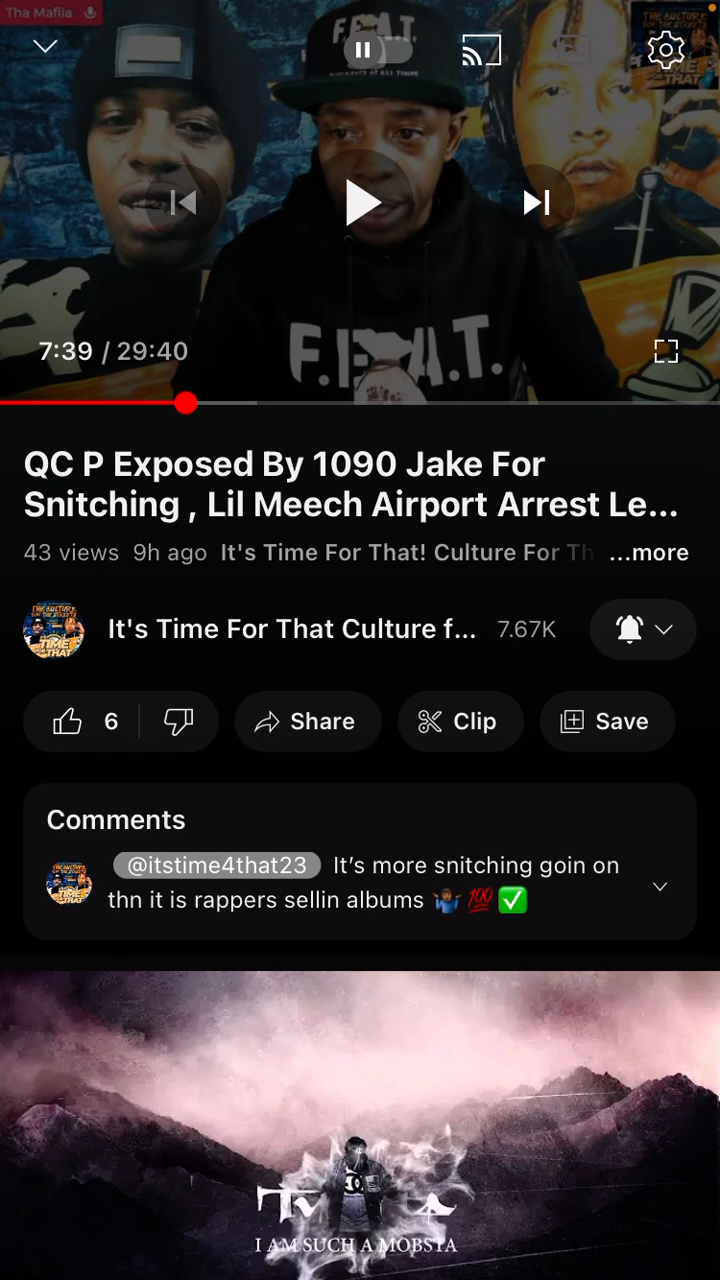 Tha Mafiia
F.F.A.T.
7:39 / 29:40
F.F.A.T.
QC P Exposed By 1090 Jake For
Snitching , Lil Meech Airport Arrest Le...
43 views 9h ago It's Time For That! Culture For Th ...more
It's Time For That Culture f... 7.67K
6 Share Clip Save
Comments
@itstime4that23 It's more snitching goin on
thn it is rappers sellin albums 🤷🏾‍♂️ 💯 ✅
I AM SUCH A MOBSTA